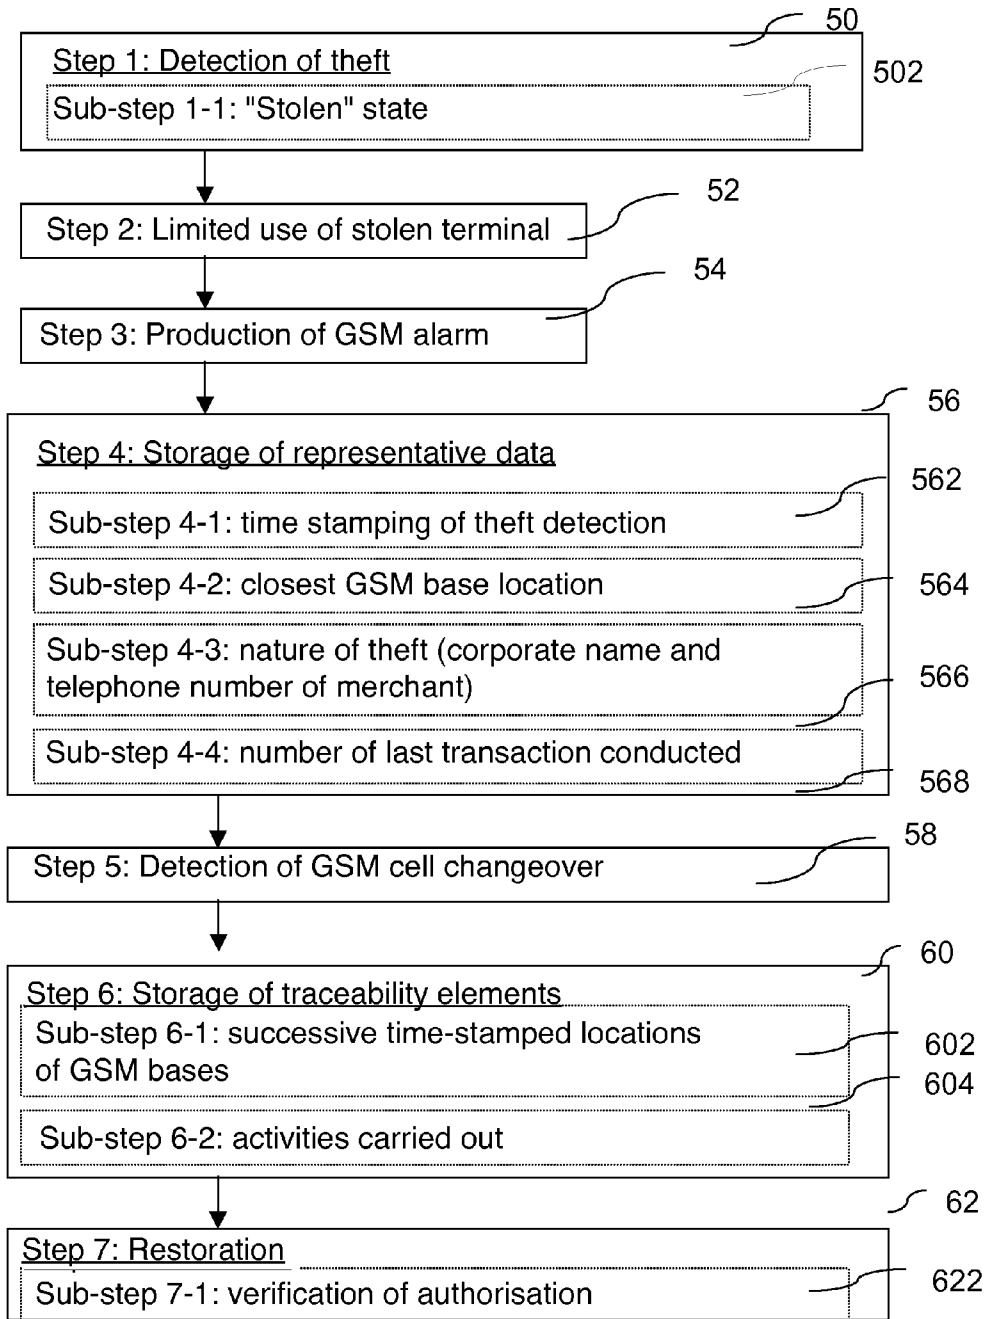 50
Step 1: Detection of theft
502
Sub-step 1-1: "Stolen" state
52
Step 2: Limited use of stolen terminal
54
Step 3: Production of GSM alarm
56
Step 4: Storage of representative data
562
Sub-step 4-1: time stamping of theft detection
Sub-step 4-2: closest GSM base location
564
Sub-step 4-3: nature of theft (corporate name and
telephone number of merchant)
566
Sub-step 4-4: number of last transaction conducted
568
58
Step 5: Detection of GSM cell changeover
60
Step 6: Storage of traceability elements
Sub-step 6-1: successive time-stamped locations
of GSM bases
602
604
Sub-step 6-2: activities carried out
62
Step 7: Restoration
Sub-step 7-1: verification of authorisation
622